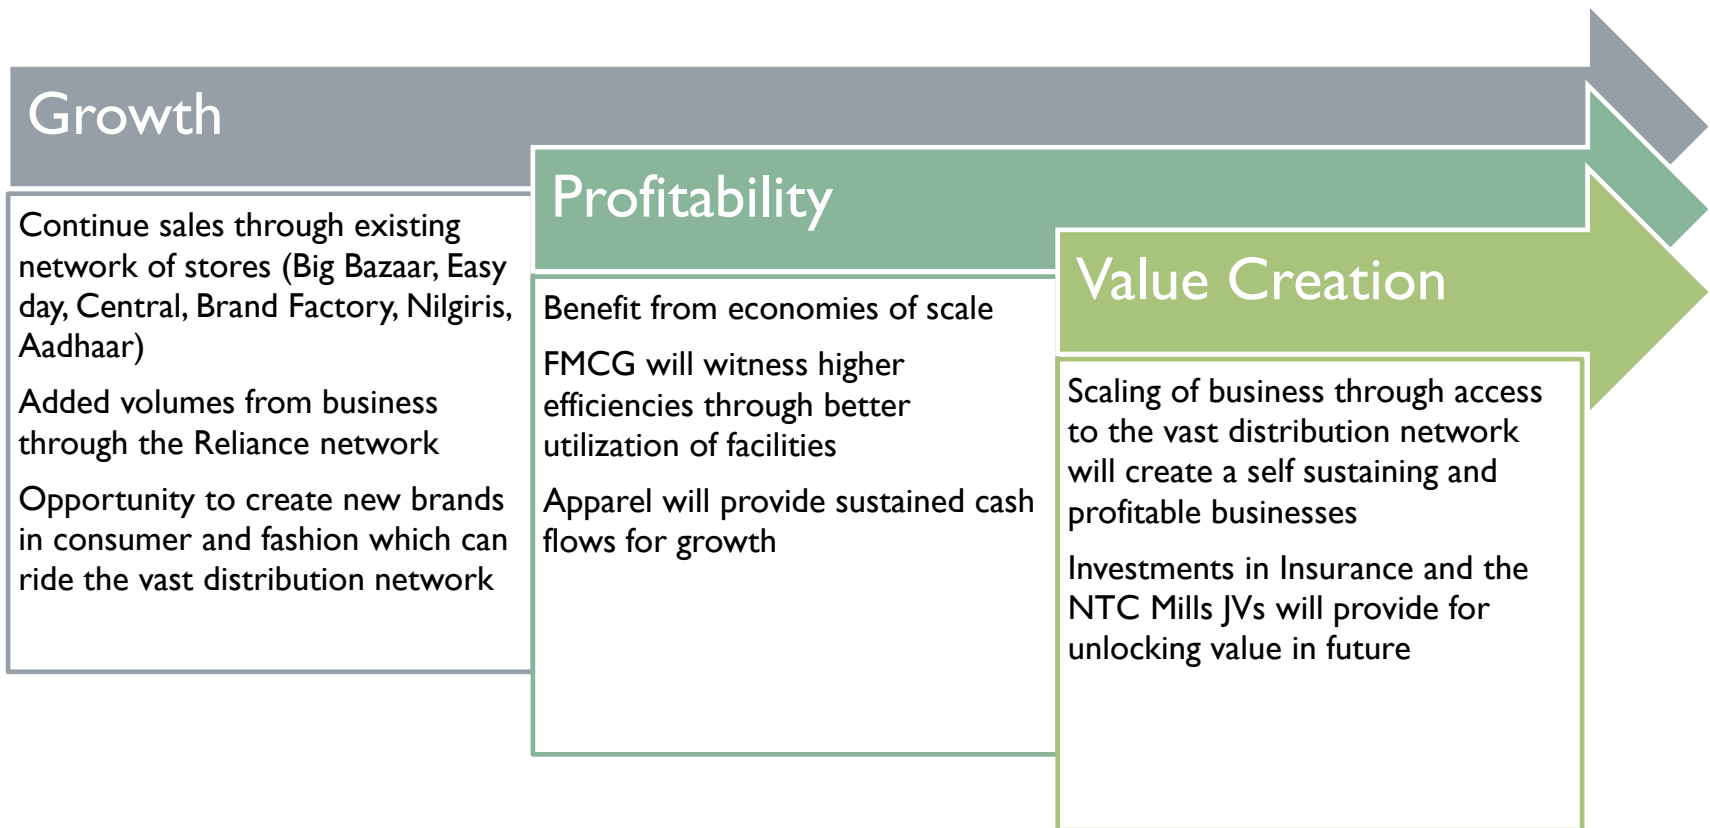 Growth
Continue sales through existing
network of stores (Big Bazaar, Easy
day, Central, Brand Factory, Nilgiris,
Aadhaar)
Added volumes from business
through the Reliance network
Opportunity to create new brands
in consumer and fashion which can
ride the vast distribution network
Profitability
Benefit from economies of scale
FMCG will witness higher
efficiencies through better
utilization of facilities
Apparel will provide sustained cash
flows for growth
Value Creation
Scaling of business through access
to the vast distribution network
will create a self sustaining and
profitable businesses
Investments in Insurance and the
NTC Mills JVs will provide for
unlocking value in future